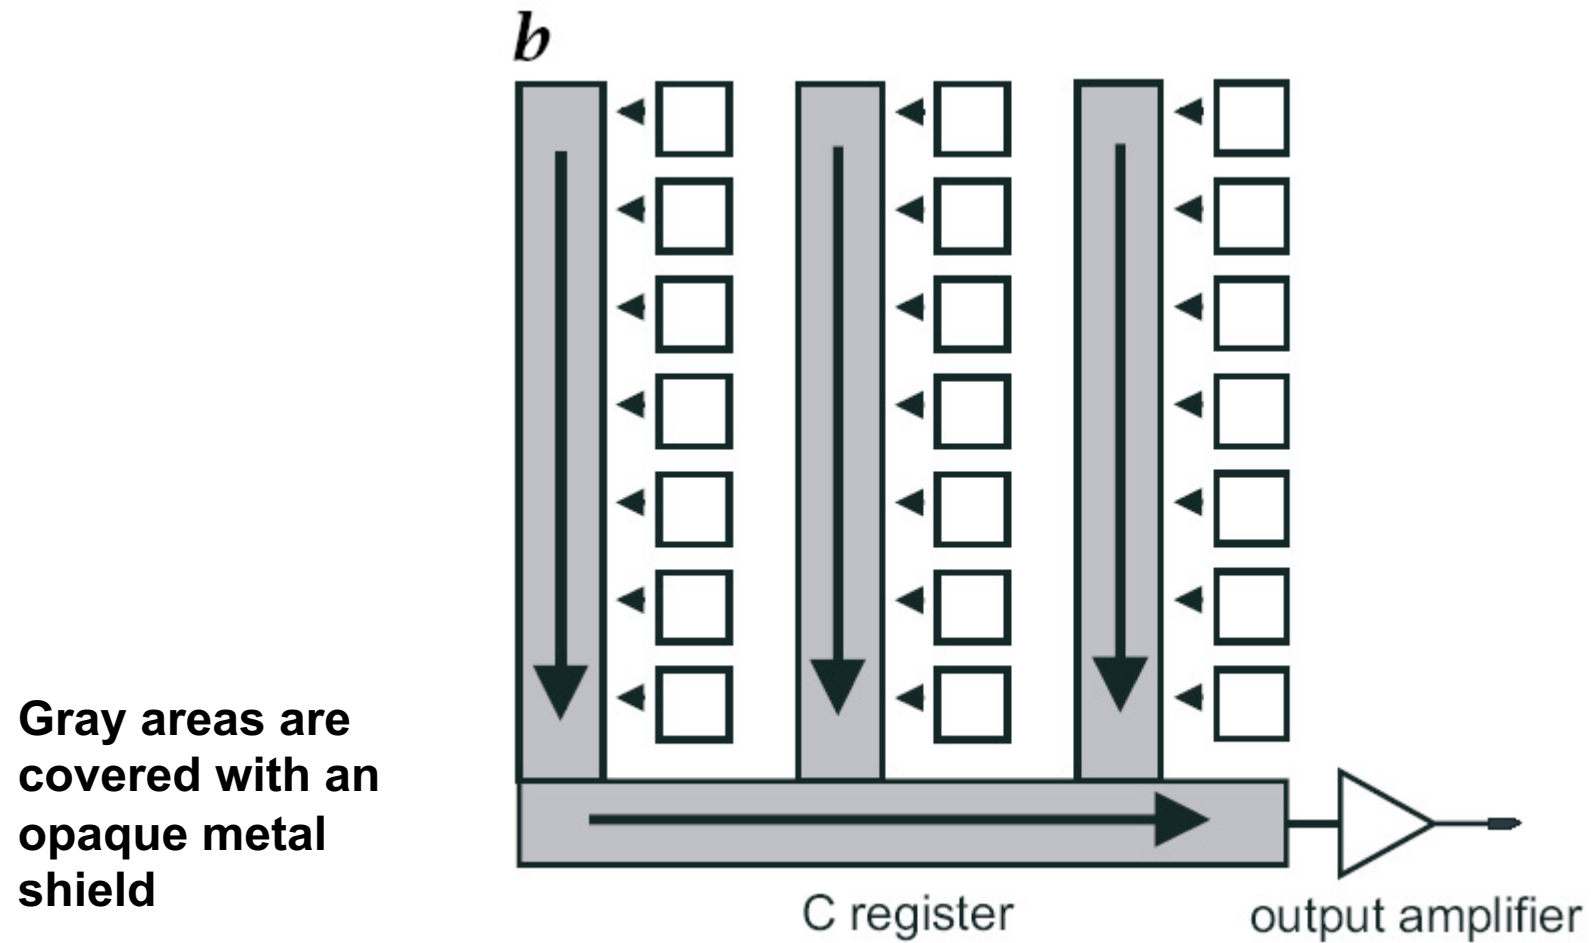 b
Gray areas are
covered with an
opaque metal
shield
C register
output amplifier